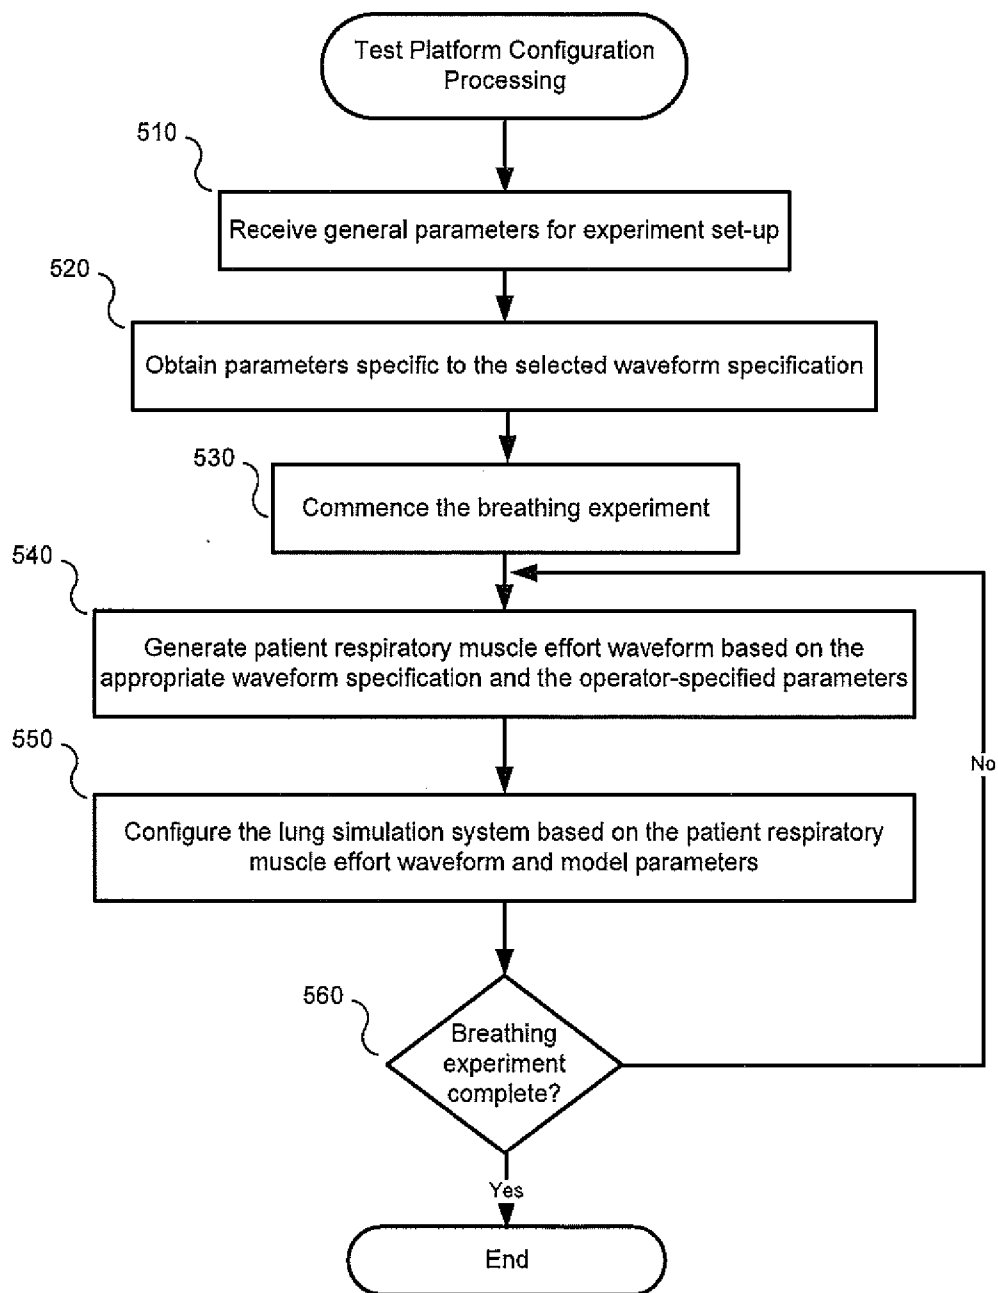 Test Platform Configuration
Processing
510
Receive general parameters for experiment set-up
520
Obtain parameters specific to the selected waveform specification
530
Commence the breathing experiment
540
Generate patient respiratory muscle effort waveform based on the
appropriate waveform specification and the operator-specified parameters
550
No
Configure the lung simulation system based on the patient respiratory
muscle effort waveform and model parameters
560
Breathing
experiment
complete?
Yes
End